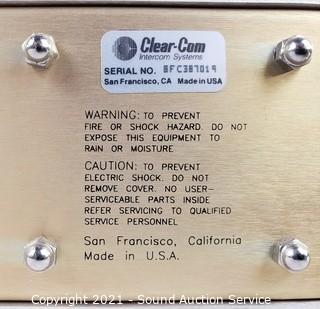 Clear-Com
Intercom Systems
SERIAL NO. BFC387019
San Francisco, CA Made in USA
WARNING: TO PREVENT
FIRE OR SHOCK HAZARD. DO NOT
EXPOSE THIS EQUIPMENT TO
RAIN OR MOISTURE
CAUTION: TO PREVENT
ELECTRIC SHOCK. DO NOT
REMOVE COVER. NO USER-
SERVICEABLE PARTS INSIDE
REFER SERVICING TO QUALIFIED
SERVICE PERSONNEL
San Francisco, California
Made in U.S.A.
Copyright 2021 - Sound Auction Service